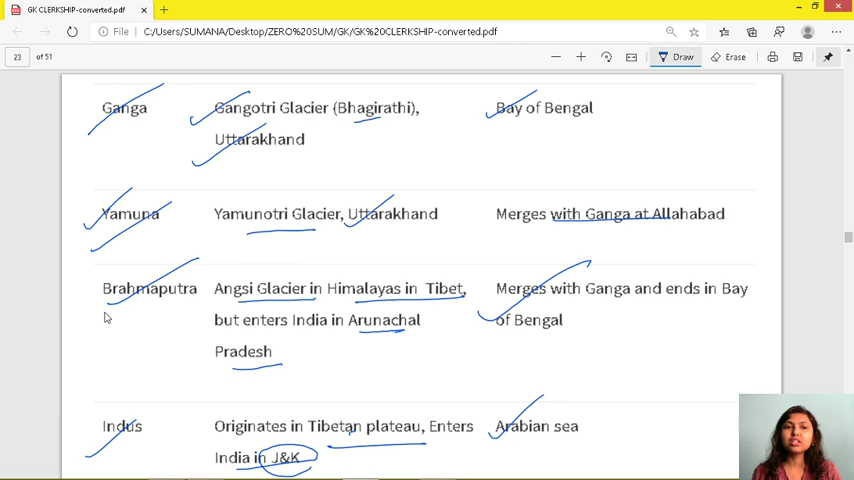 GK CLERKSHIP-converted.pdf
File
C:/Users/SUMANA/Desktop/ZERO%20SUM/GK/GK%20CLERKSHIP-converted.pdf
23 of 51
Draw
Erase
Ganga Gangotri Glacier (Bhagirathi), Bay of Bengal
Uttarakhand
Yamuna Yamunotri Glacier, Uttarakhand Merges with Ganga at Allahabad
Brahmaputra Angsi Glacier in Himalayas in Tibet, Merges with Ganga and ends in Bay
but enters India in Arunachal of Bengal
Pradesh
Indus Originates in Tibetan plateau, Enters Arabian sea
India in J&K